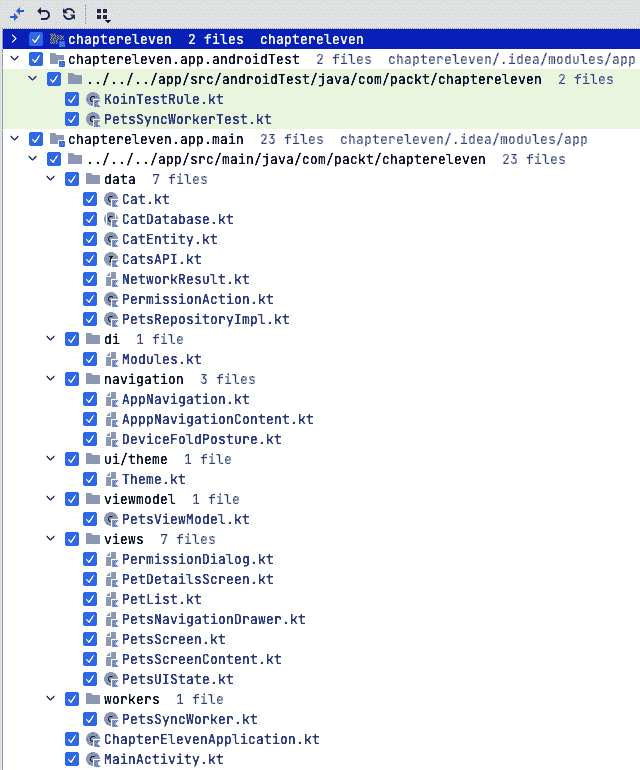 chaptereleven 2 files chaptereleven
chaptereleven.app.androidTest 2 files chaptereleven/.idea/modules/app
../../../app/src/androidTest/java/com/packt/chaptereleven 2 files
KoinTestRule.kt
PetsSyncWorkerTest.kt
chaptereleven.app.main 23 files chaptereleven/.idea/modules/app
../../../app/src/main/java/com/packt/chaptereleven 23 files
data 7 files
Cat.kt
CatDatabase.kt
CatEntity.kt
CatsAPI.kt
NetworkResult.kt
PermissionAction.kt
PetsRepositoryImpl.kt
di 1 file
Modules.kt
navigation 3 files
AppNavigation.kt
ApppNavigationContent.kt
DeviceFoldPosture.kt
ui/theme 1 file
Theme.kt
viewmodel 1 file
PetsViewModel.kt
views 7 files
PermissionDialog.kt
PetDetailsScreen.kt
PetList.kt
PetsNavigationDrawer.kt
PetsScreen.kt
PetsScreenContent.kt
PetsUIState.kt
workers 1 file
PetsSyncWorker.kt
ChapterElevenApplication.kt
MainActivity.kt